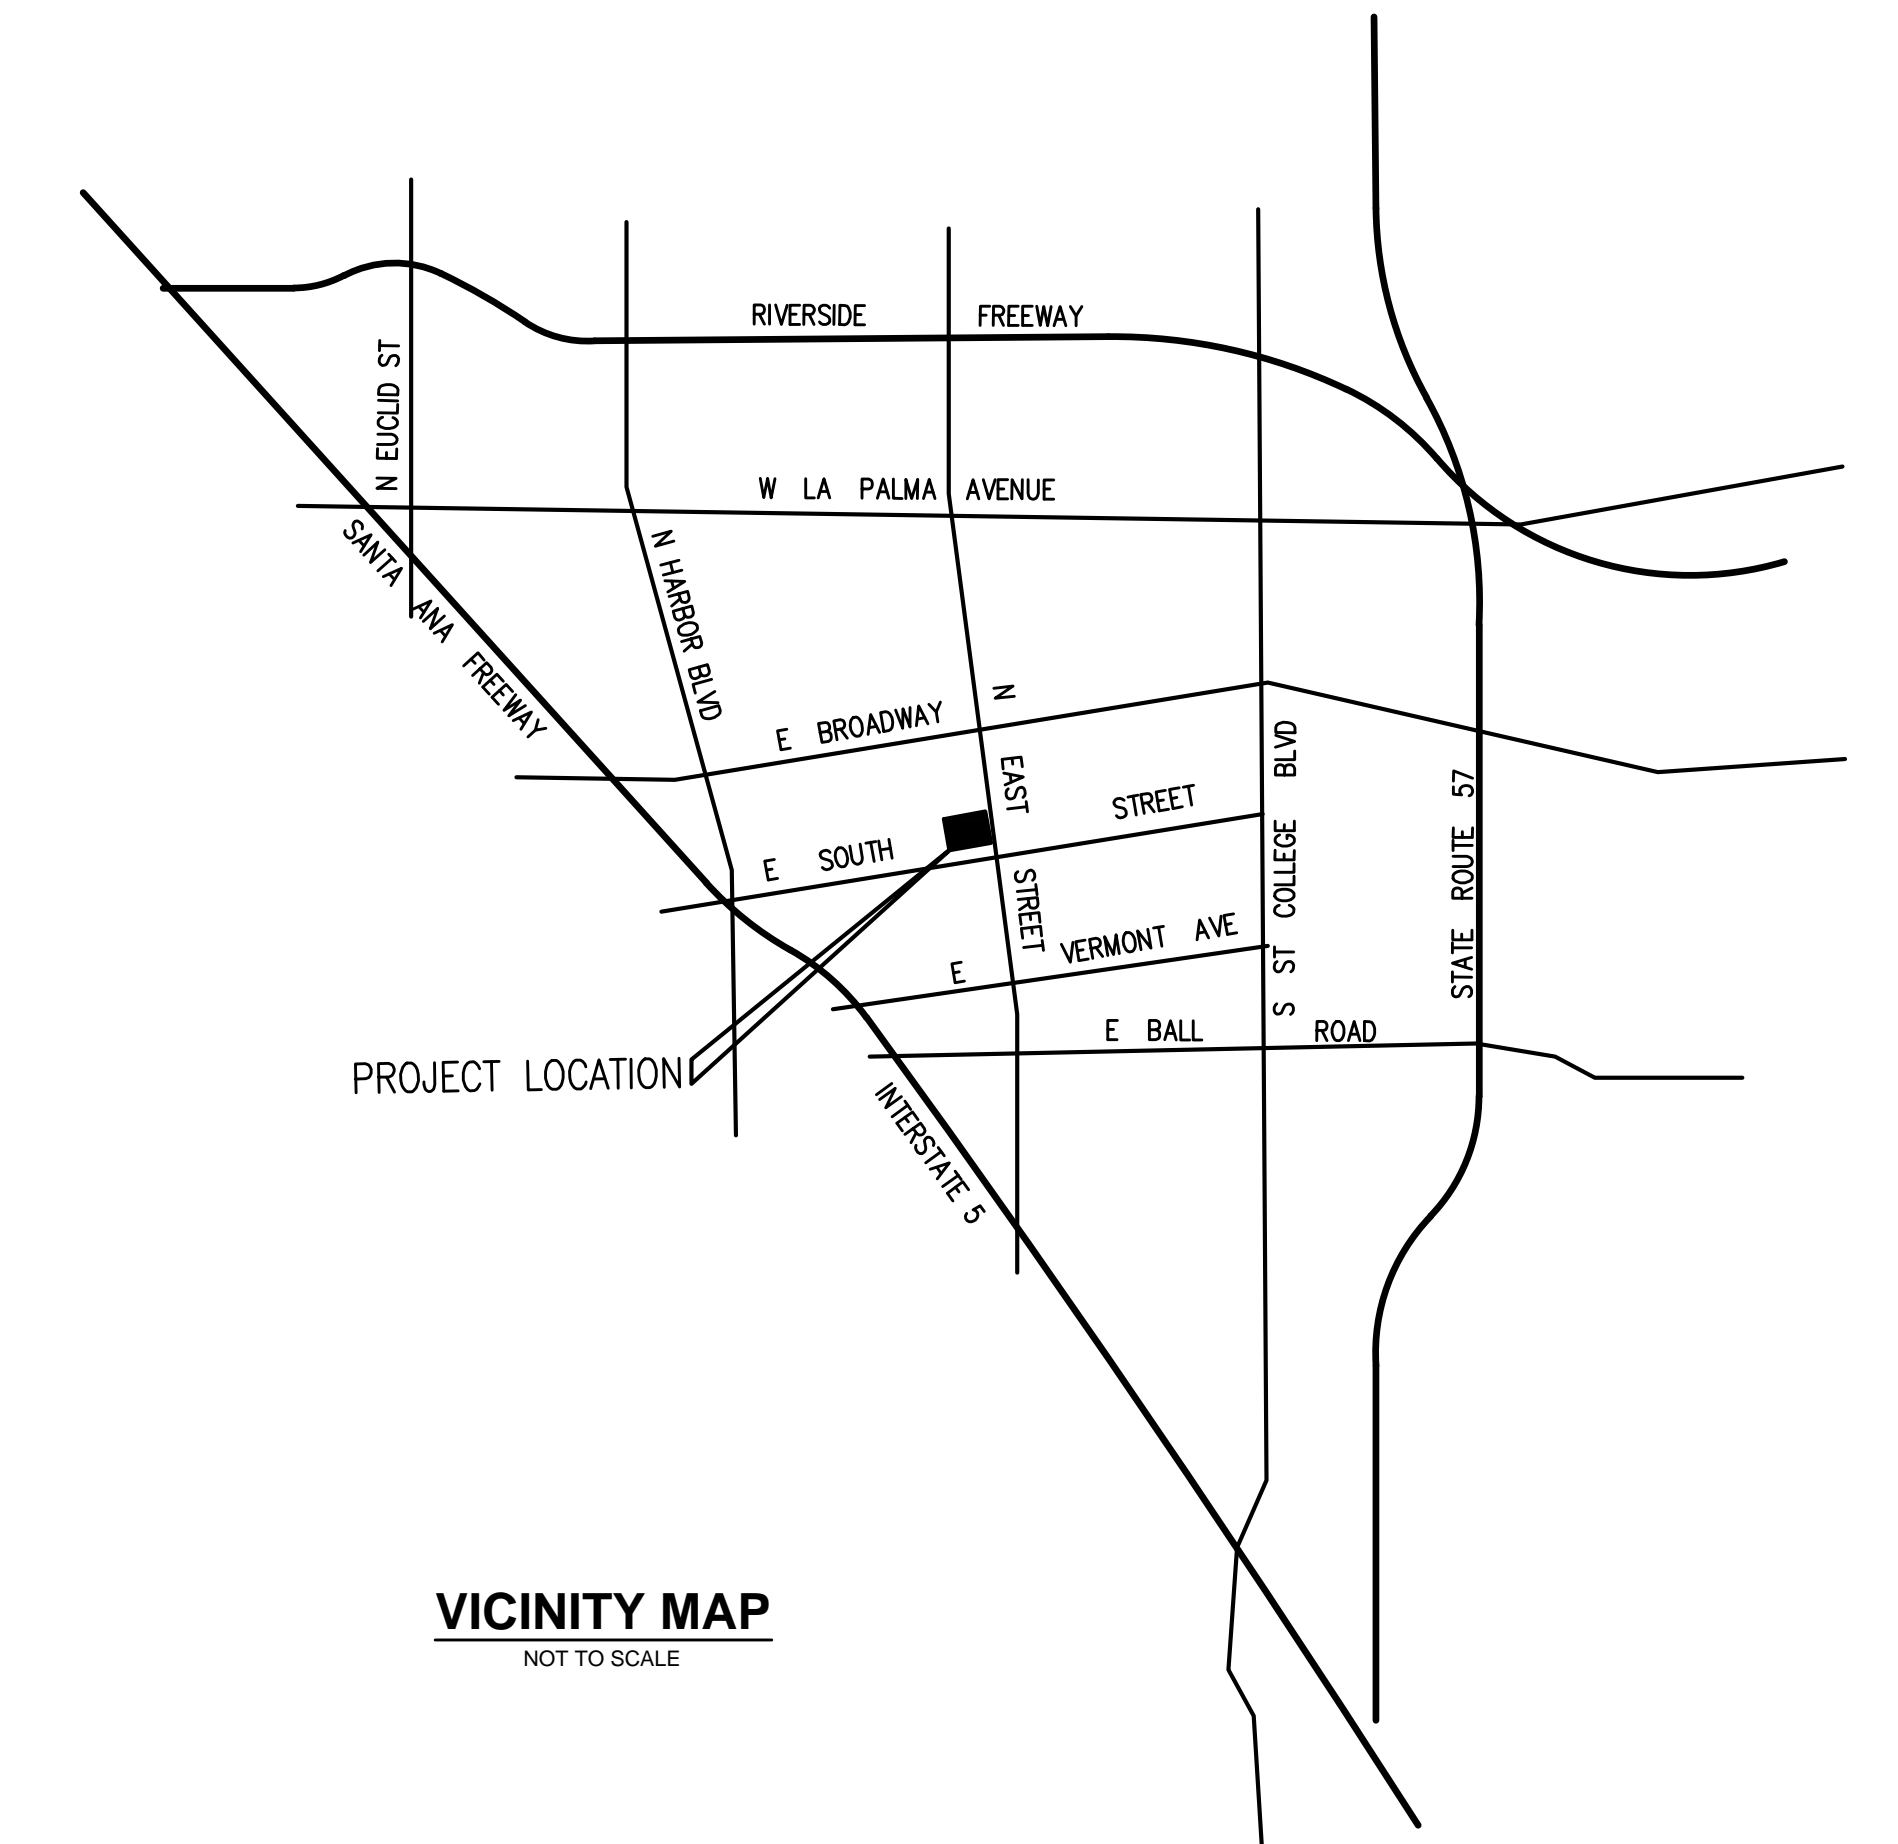 RIVERSIDE FREEWAY
N EUCLID ST
W LA PALMA AVENUE
SANTA ANA FREEWAY
N HARBOR BLVD
E BROADWAY
N EAST STREET
E SOUTH STREET
S ST COLLEGE BLVD
STATE ROUTE 57
E VERMONT AVE
E BALL ROAD
PROJECT LOCATION
INTERSTATE 5
VICINITY MAP
NOT TO SCALE